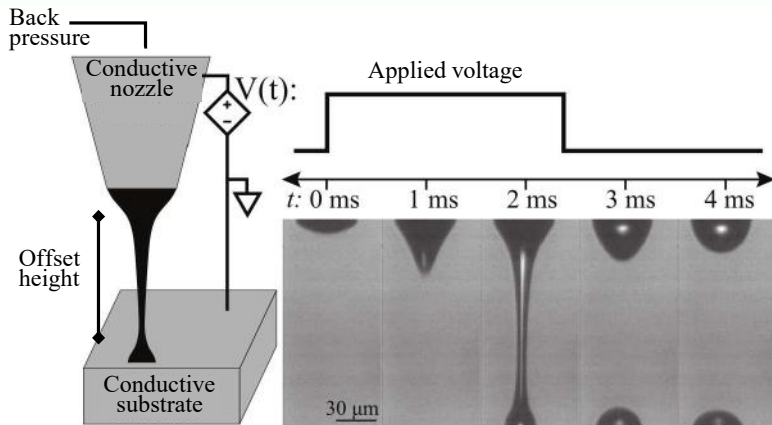 Back
pressure
Conductive
nozzle
V(t):
+
−
Applied voltage
t: 0 ms 1 ms 2 ms 3 ms 4 ms
Offset
height
Conductive
substrate
30 μm